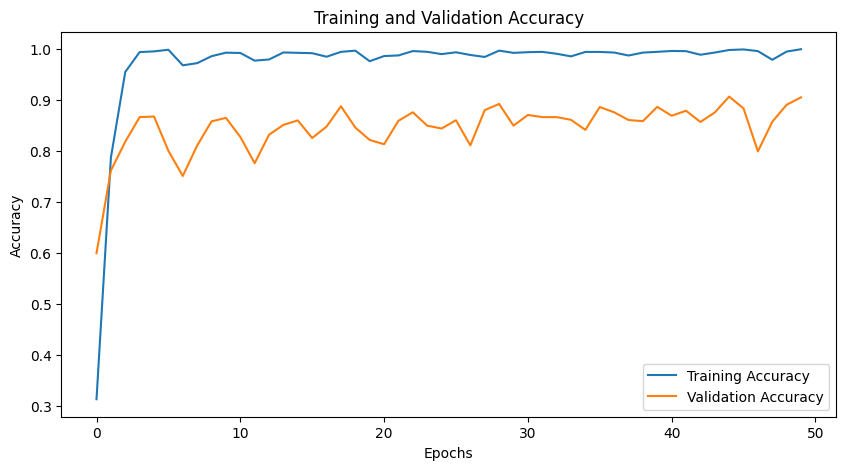 Training and Validation Accuracy
1.0
0.9
0.8
0.7
0.6
0.5
0.4
0.3
Accuracy
0
10
20
30
40
50
Epochs
Training Accuracy
Validation Accuracy